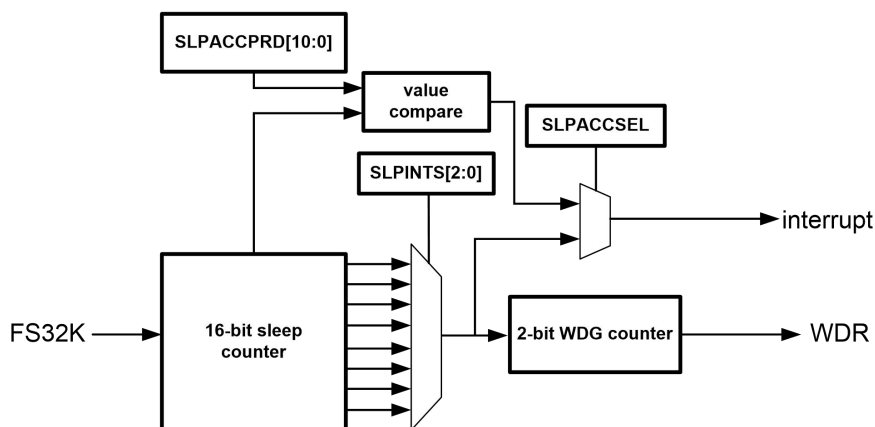 SLPACCPRD[10:0]
value
compare
SLPACCSEL
SLPINTS[2:0]
interrupt
FS32K
16-bit sleep
counter
2-bit WDG counter
WDR